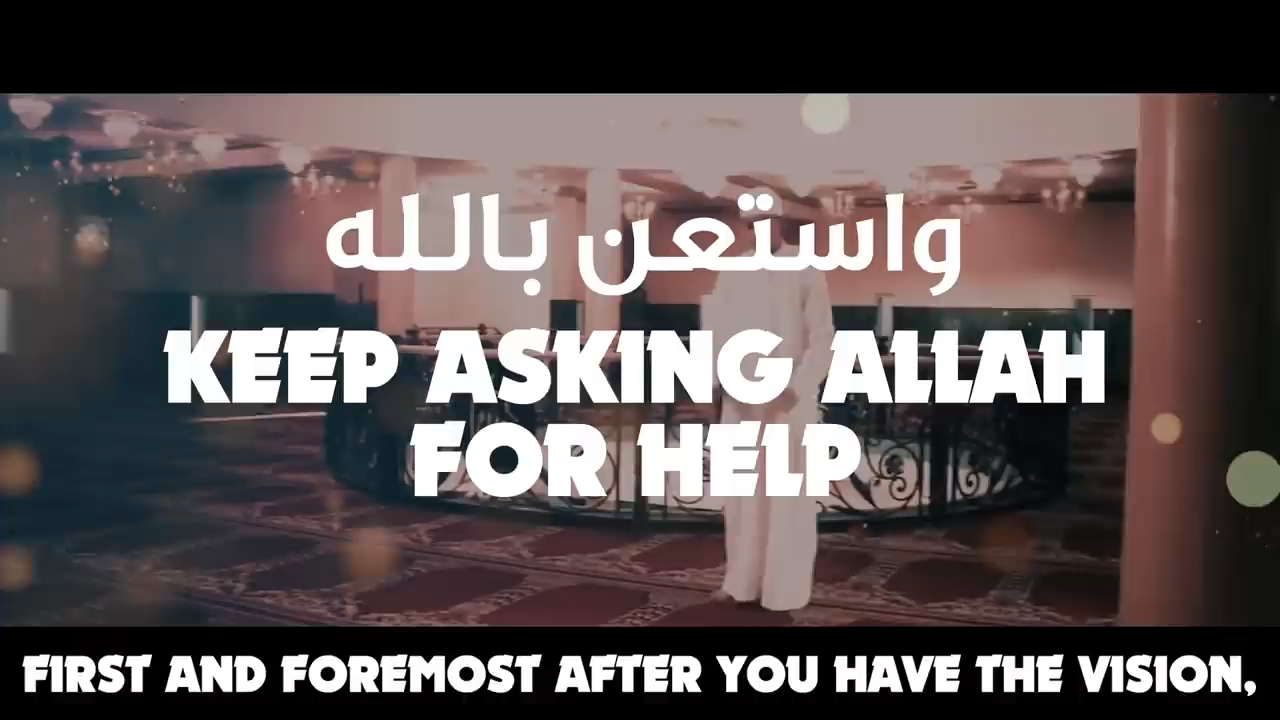 واستعن بالله
KEEP ASKING ALLAH
FOR HELP
FIRST AND FOREMOST AFTER YOU HAVE THE VISION,